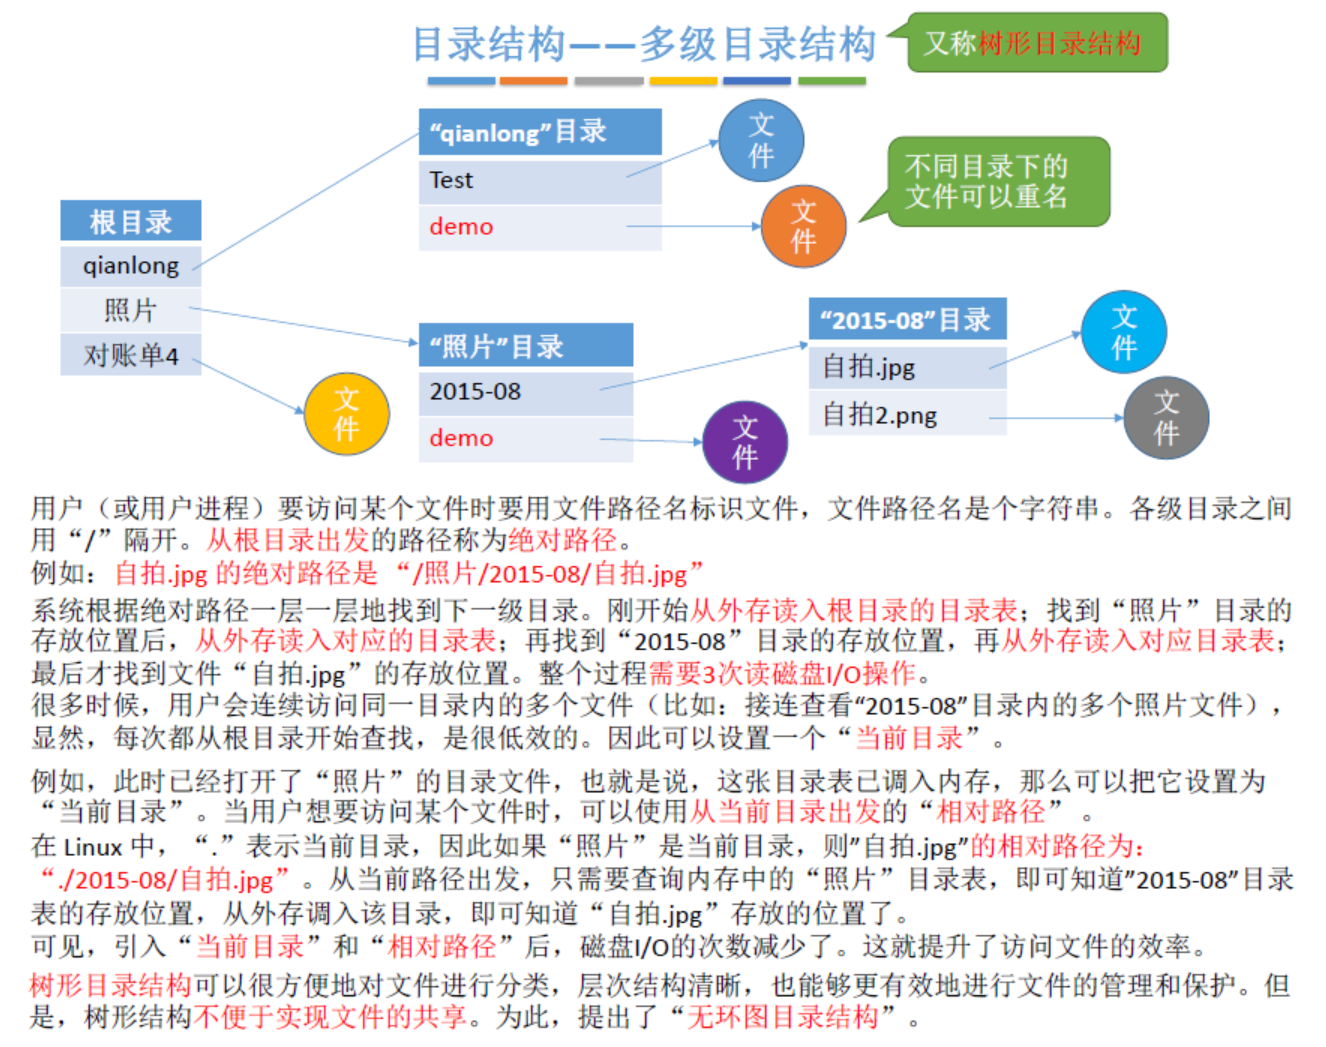 目录结构——多级目录结构
又称树形目录结构
“qianlong”目录
Test
demo
文
件
文
件
不同目录下的
文件可以重名
根目录
qianlong
照片
对账单4
文
件
“照片”目录
2015-08
demo
文
件
“2015-08”目录
自拍.jpg
自拍2.png
文
件
文
件
用户（或用户进程）要访问某个文件时要用文件路径名标识文件，文件路径名是个字符串。各级目录之间
用“/”隔开。从根目录出发的路径称为绝对路径。
例如：自拍.jpg 的绝对路径是 “/照片/2015-08/自拍.jpg”
系统根据绝对路径一层一层地找到下一级目录。刚开始从外存读入根目录的目录表；找到“照片”目录的
存放位置后，从外存读入对应的目录表；再找到“2015-08”目录的存放位置，再从外存读入对应目录表；
最后才找到文件“自拍.jpg”的存放位置。整个过程需要3次读磁盘I/O操作。
很多时候，用户会连续访问同一目录内的多个文件（比如：接连查看“2015-08”目录内的多个照片文件），
显然，每次都从根目录开始查找，是很低效的。因此可以设置一个“当前目录”。
例如，此时已经打开了“照片”的目录文件，也就是说，这张目录表已调入内存，那么可以把它设置为
“当前目录”。当用户想要访问某个文件时，可以使用从当前目录出发的“相对路径” 。
在 Linux 中，“.”表示当前目录，因此如果“照片”是当前目录，则”自拍.jpg”的相对路径为：
“./2015-08/自拍.jpg”。从当前路径出发，只需要查询内存中的“照片”目录表，即可知道”2015-08”目录
表的存放位置，从外存调入该目录，即可知道“自拍.jpg”存放的位置了。
可见，引入“当前目录”和“相对路径”后，磁盘I/O的次数减少了。这就提升了访问文件的效率。
树形目录结构可以很方便地对文件进行分类，层次结构清晰，也能够更有效地进行文件的管理和保护。但
是，树形结构不便于实现文件的共享。为此，提出了“无环图目录结构”。